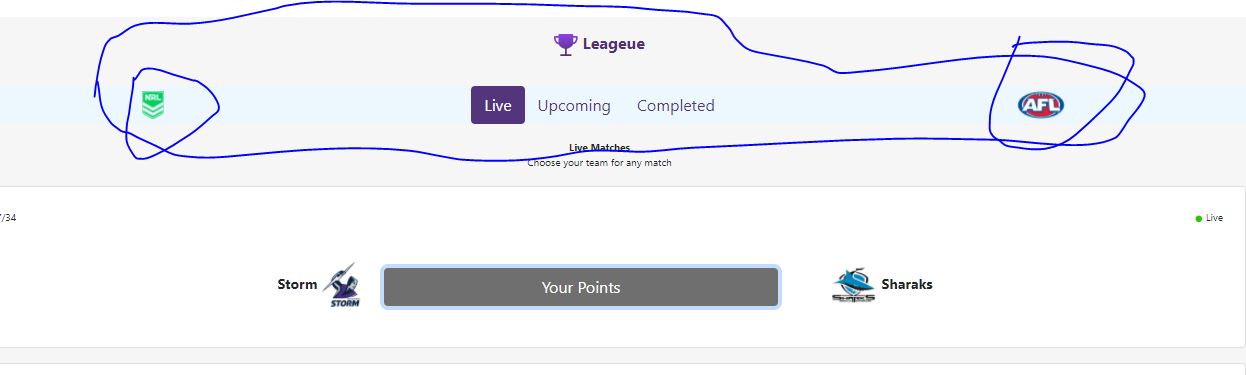 Leageue
NRL
Live Upcoming Completed
AFL
Live Matches
Choose your team for any match
/34
Live
Storm
STORM
Your Points
SHARKS
Sharaks